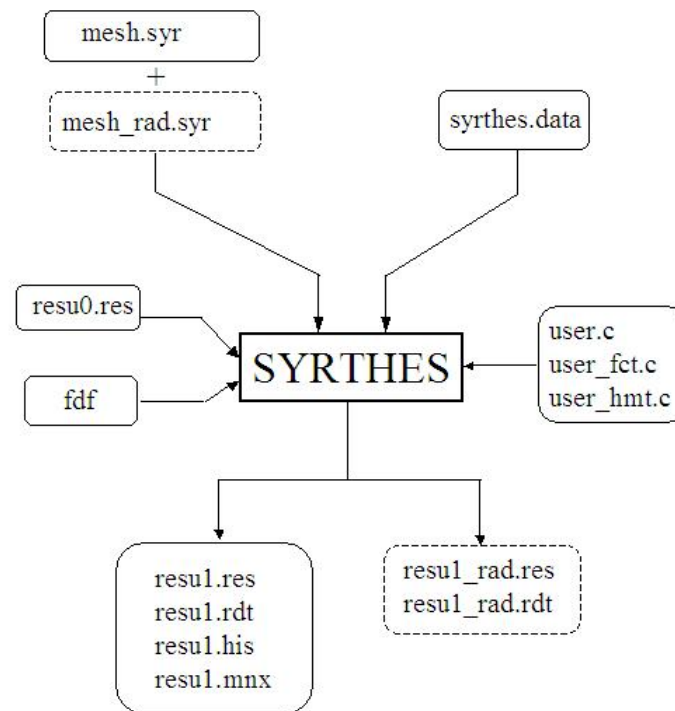 mesh.syr
+
mesh_rad.syr
syrthes.data
resu0.res
fdf
SYRTHES
user.c
user_fct.c
user_hmt.c
resu1.res
resu1.rdt
resu1.his
resu1.mnx
resu1_rad.res
resu1_rad.rdt